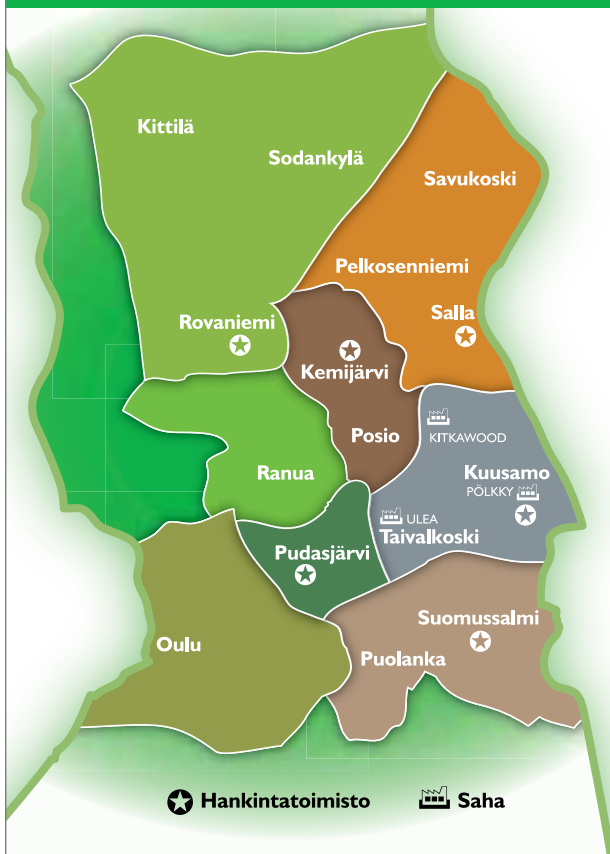 Kittilä
Sodankylä
Savukoski
Pelkosenniemi
Salla
Rovaniemi
Kemijärvi
Posio
KITKAWOOD
Ranua
Kuusamo
PÖLKKY
ULEA
Taivalkoski
Pudasjärvi
Suomussalmi
Oulu
Puolanka
Hankintatoimisto
Saha